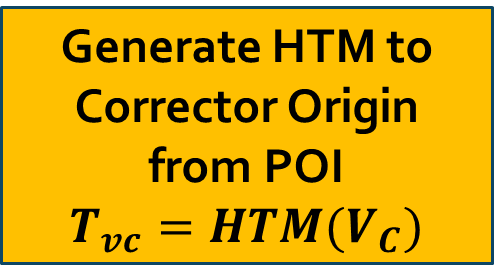 Generate HTM to
Corrector Origin
from POI
T_vc = HTM(V_C)